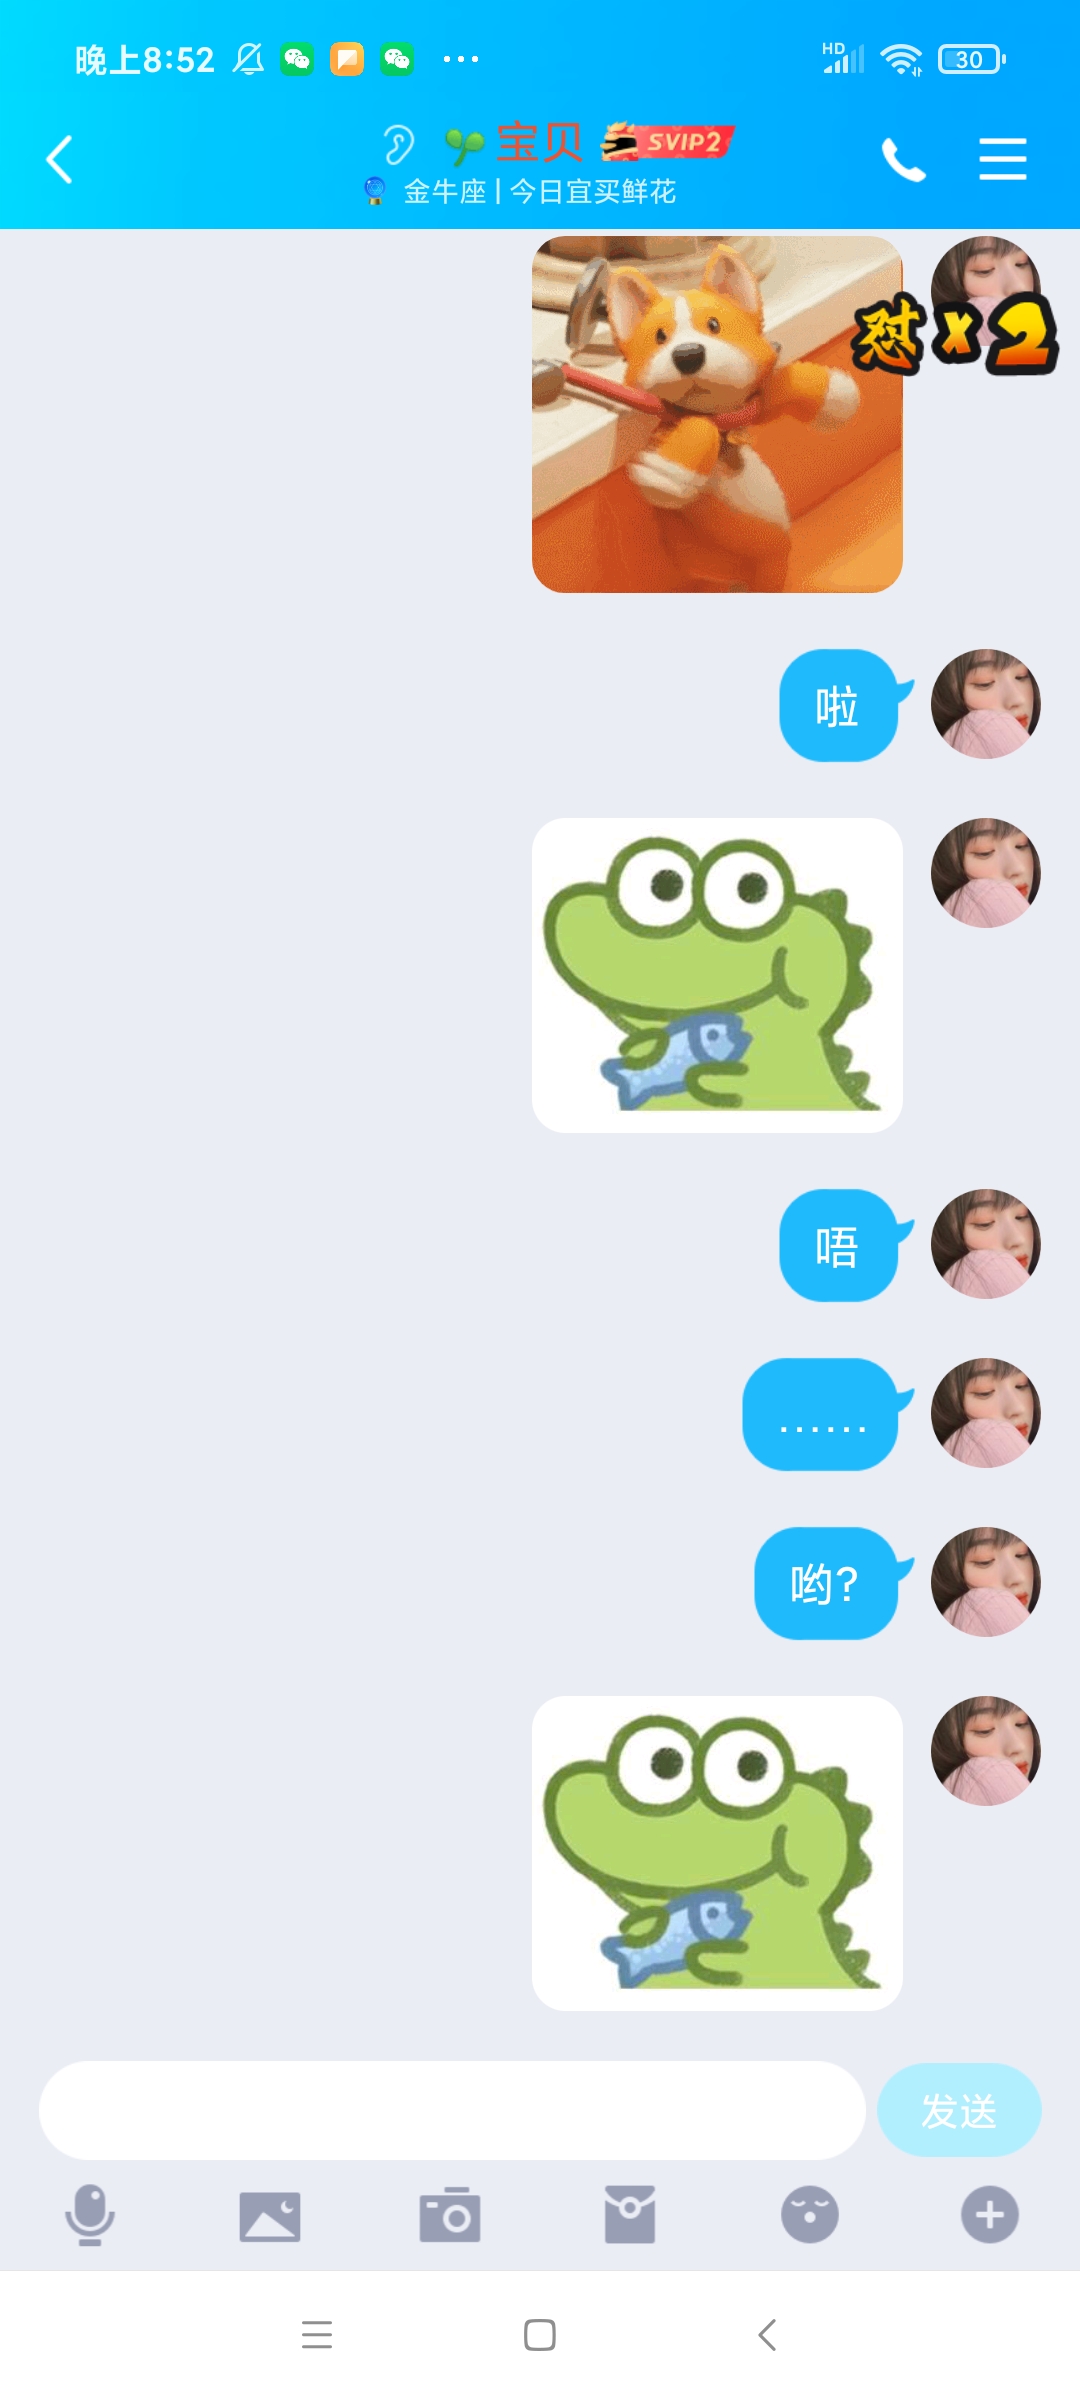 晚上8:52
HD
30
宝贝 SVIP2
金牛座 | 今日宜买鲜花
怼x2
啦
唔
......
哟?
发送